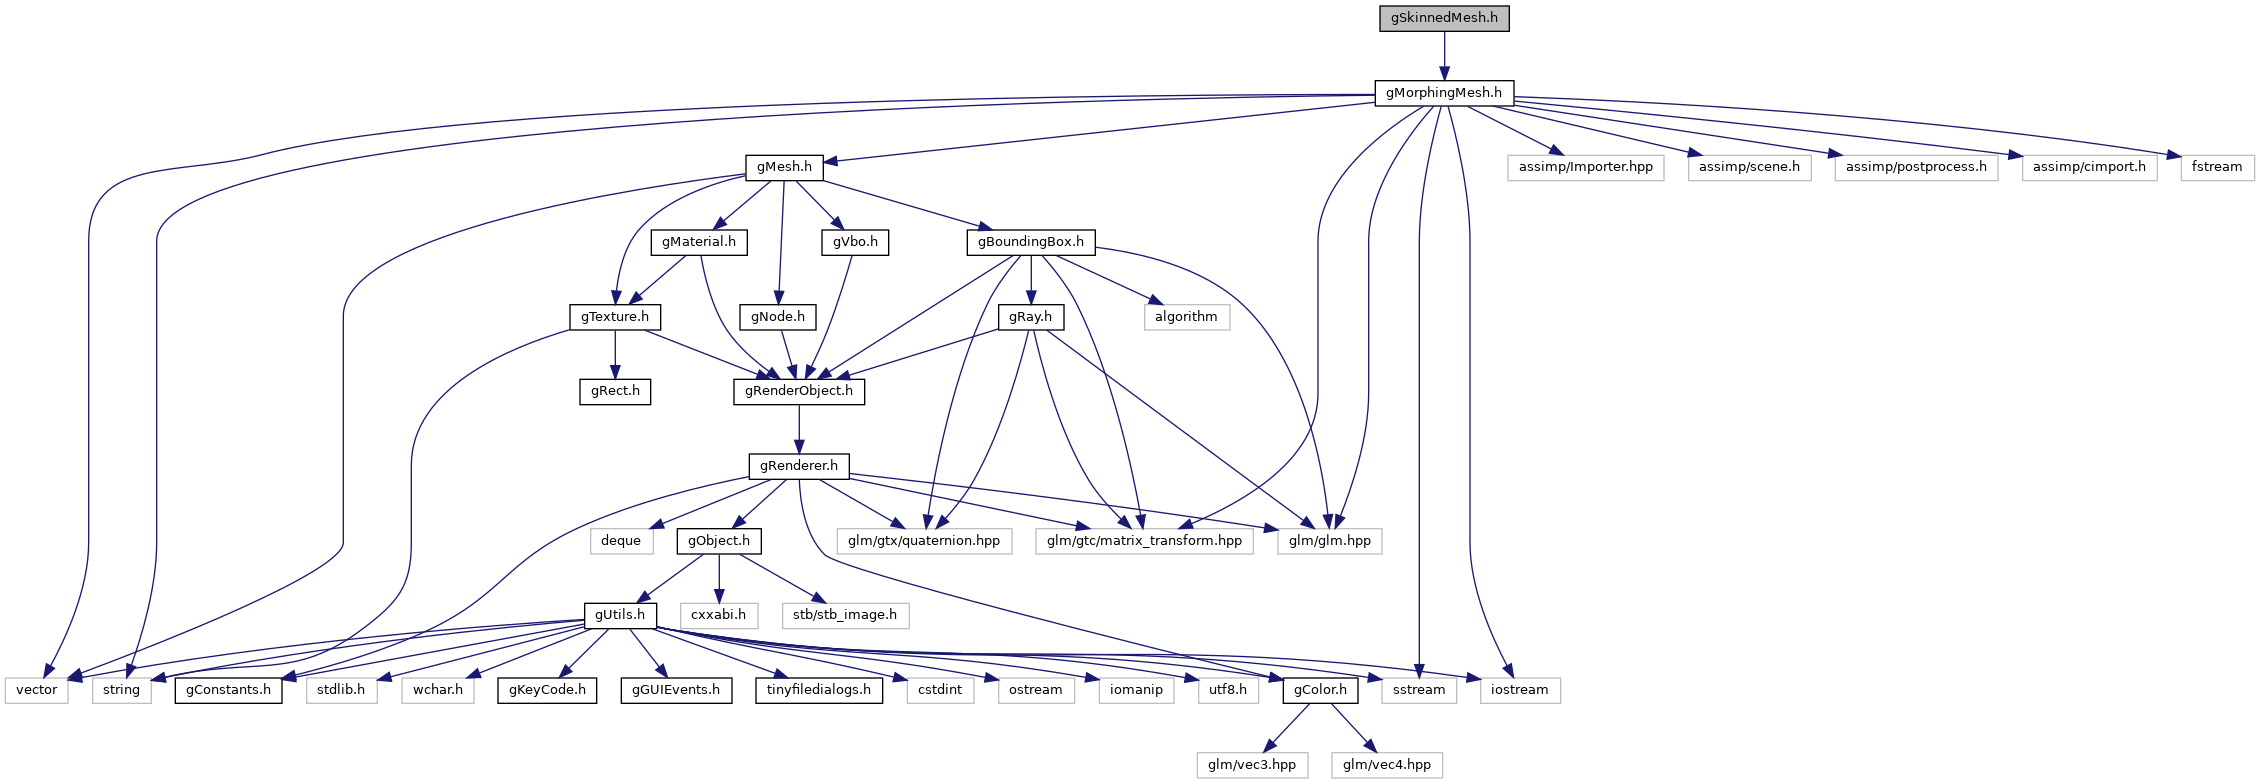 gSkinnedMesh.h
gMorphingMesh.h
gMesh.h
assimp/Importer.hpp
assimp/scene.h
assimp/postprocess.h
assimp/cimport.h
fstream
gMaterial.h
gVbo.h
gBoundingBox.h
gTexture.h
gNode.h
gRay.h
algorithm
gRect.h
gRenderObject.h
gRenderer.h
deque
gObject.h
glm/gtx/quaternion.hpp
glm/gtc/matrix_transform.hpp
glm/glm.hpp
gUtils.h
cxxabi.h
stb/stb_image.h
vector
string
gConstants.h
stdlib.h
wchar.h
gKeyCode.h
gGUIEvents.h
tinyfiledialogs.h
cstdint
ostream
iomanip
utf8.h
gColor.h
sstream
iostream
glm/vec3.hpp
glm/vec4.hpp